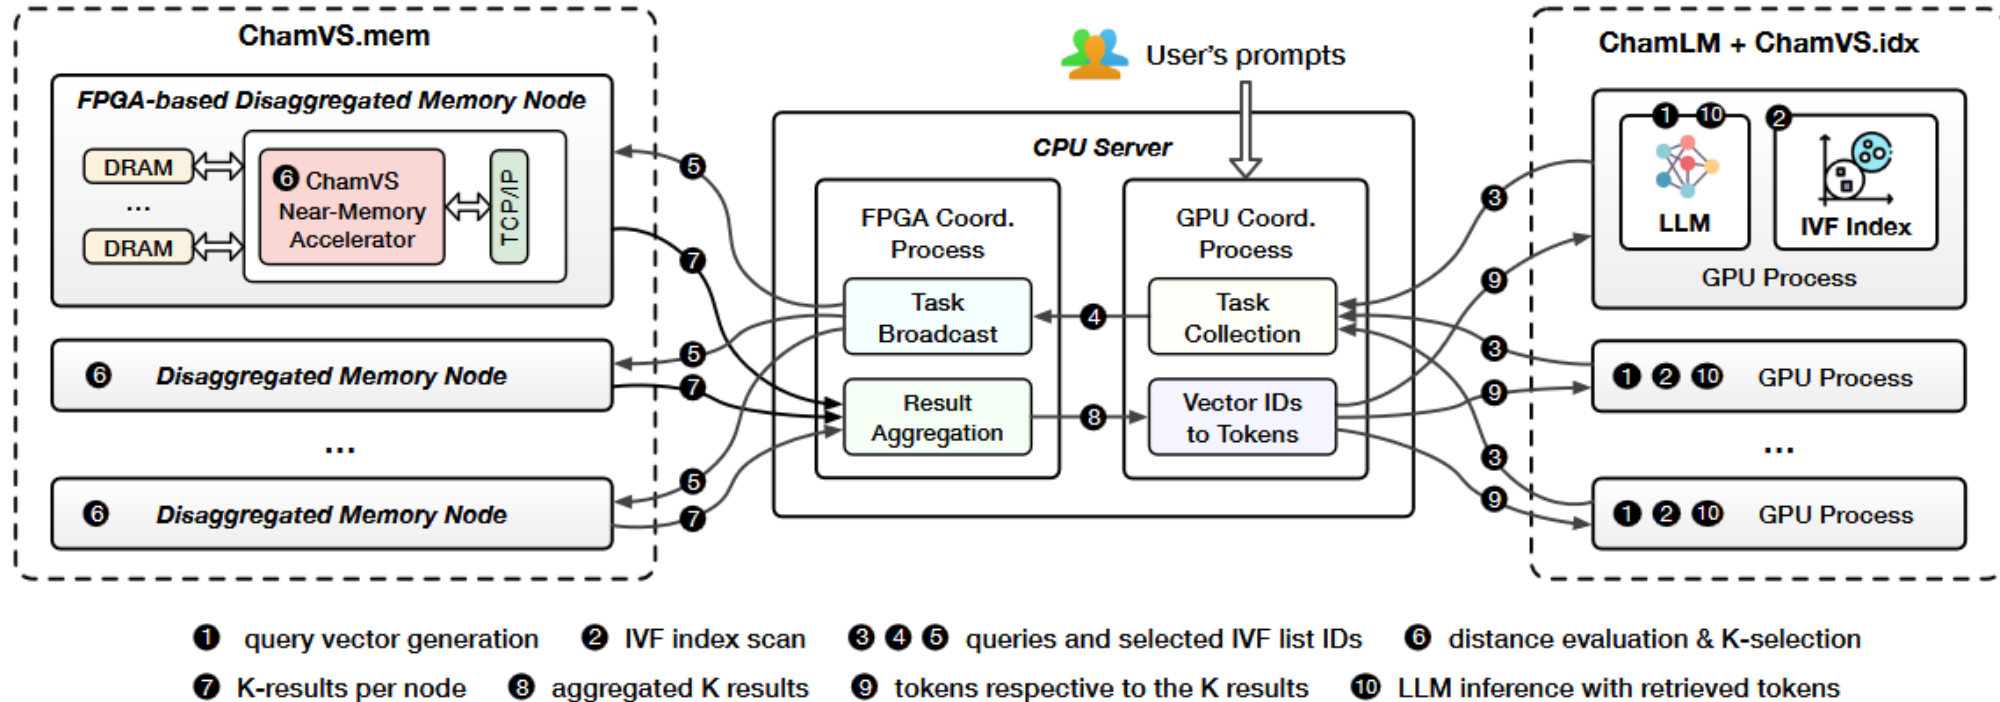 ChamVS.mem
FPGA-based Disaggregated Memory Node
DRAM
...
DRAM
6 ChamVS
Near-Memory
Accelerator
TCP/IP
6 Disaggregated Memory Node
...
6 Disaggregated Memory Node
5
7
5
7
5
7
User's prompts
CPU Server
FPGA Coord.
Process
Task
Broadcast
Result
Aggregation
4
8
GPU Coord.
Process
Task
Collection
Vector IDs
to Tokens
3
9
3
9
3
9
ChamLM + ChamVS.idx
1 10
LLM
2
IVF Index
GPU Process
1 2 10 GPU Process
...
1 2 10 GPU Process
1 query vector generation 2 IVF index scan 3 4 5 queries and selected IVF list IDs 6 distance evaluation & K-selection
7 K-results per node 8 aggregated K results 9 tokens respective to the K results 10 LLM inference with retrieved tokens